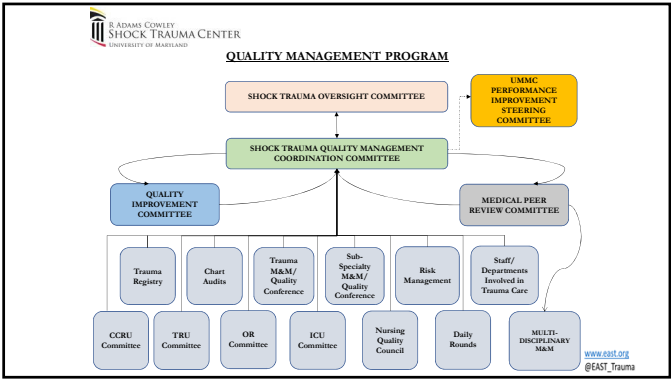 R ADAMS COWLEY
SHOCK TRAUMA CENTER
UNIVERSITY OF MARYLAND
QUALITY MANAGEMENT PROGRAM
SHOCK TRAUMA OVERSIGHT COMMITTEE
UMMC
PERFORMANCE
IMPROVEMENT
STEERING
COMMITTEE
SHOCK TRAUMA QUALITY MANAGEMENT
COORDINATION COMMITTEE
QUALITY
IMPROVEMENT
COMMITTEE
MEDICAL PEER
REVIEW COMMITTEE
Trauma
Registry
Chart
Audits
Trauma
M&M/
Quality
Conference
Sub-
Specialty
M&M/
Quality
Conference
Risk
Management
Staff/
Departments
Involved in
Trauma Care
CCRU
Committee
TRU
Committee
OR
Committee
ICU
Committee
Nursing
Quality
Council
Daily
Rounds
MULTI-
DISCIPLINARY
M&M
www.east.org
@EAST_Trauma